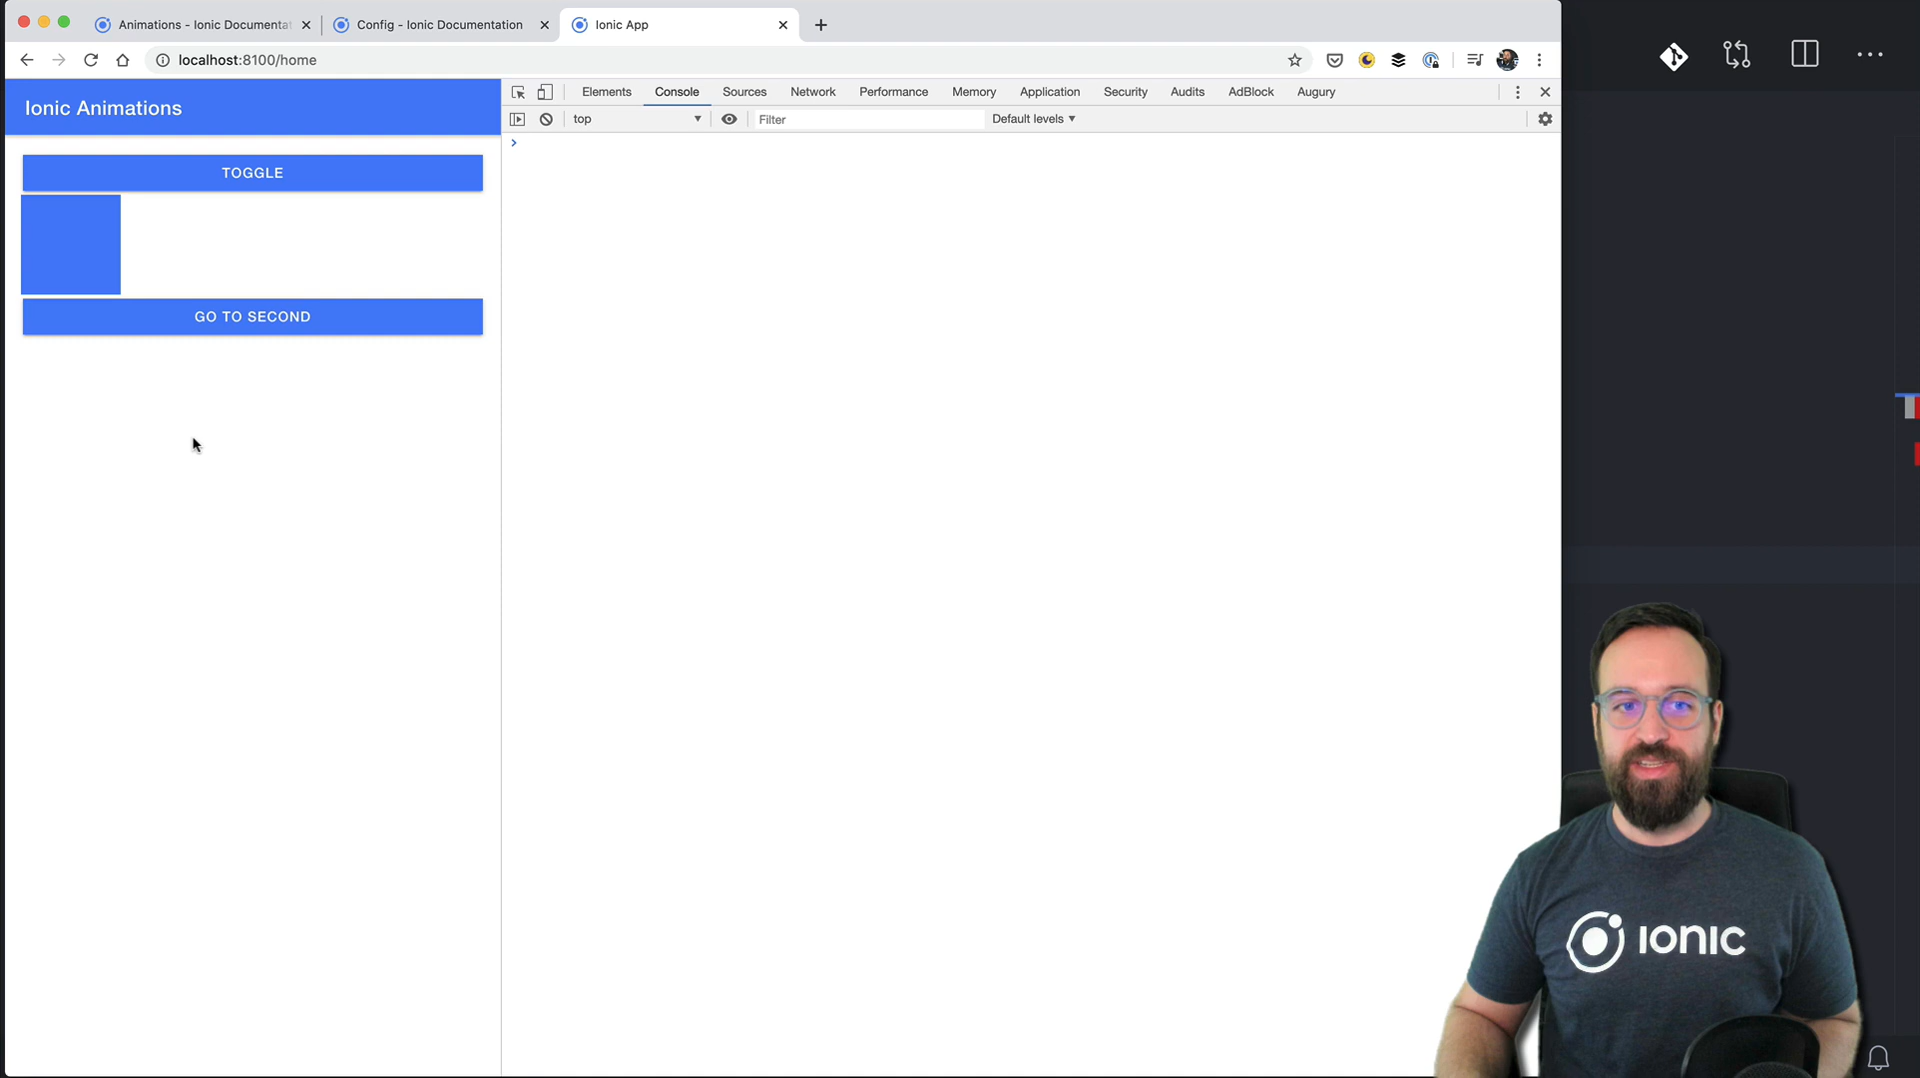 Animations - Ionic Documentat
Config - Ionic Documentation
Ionic App
localhost:8100/home
Ionic Animations
TOGGLE
GO TO SECOND
Elements
Console
Sources
Network
Performance
Memory
Application
Security
Audits
AdBlock
Augury
top
Filter
Default levels
IONIC